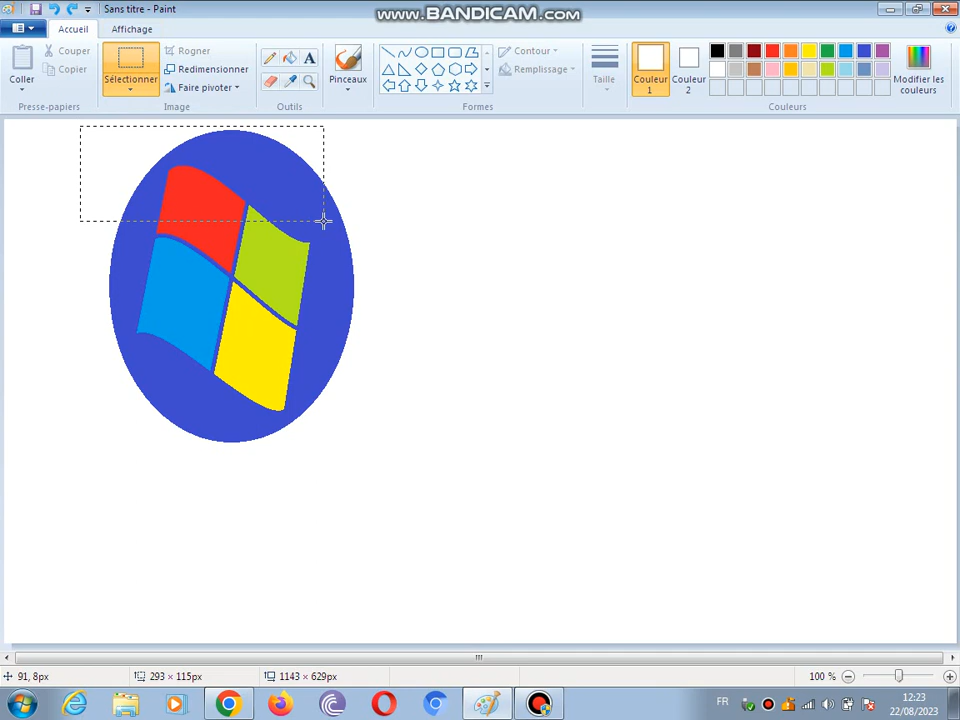 Sans titre - Paint
www.BANDICAM.com
Accueil
Affichage
Coller
Couper
Copier
Presse-papiers
Sélectionner
Rogner
Redimensionner
Faire pivoter
Image
A
Outils
Pinceaux
Contour
Remplissage
Formes
Taille
Couleur 1
Couleur 2
Modifier les couleurs
Couleurs
91, 8px
293 × 115px
1143 × 629px
100 %
FR
12:23
22/08/2023